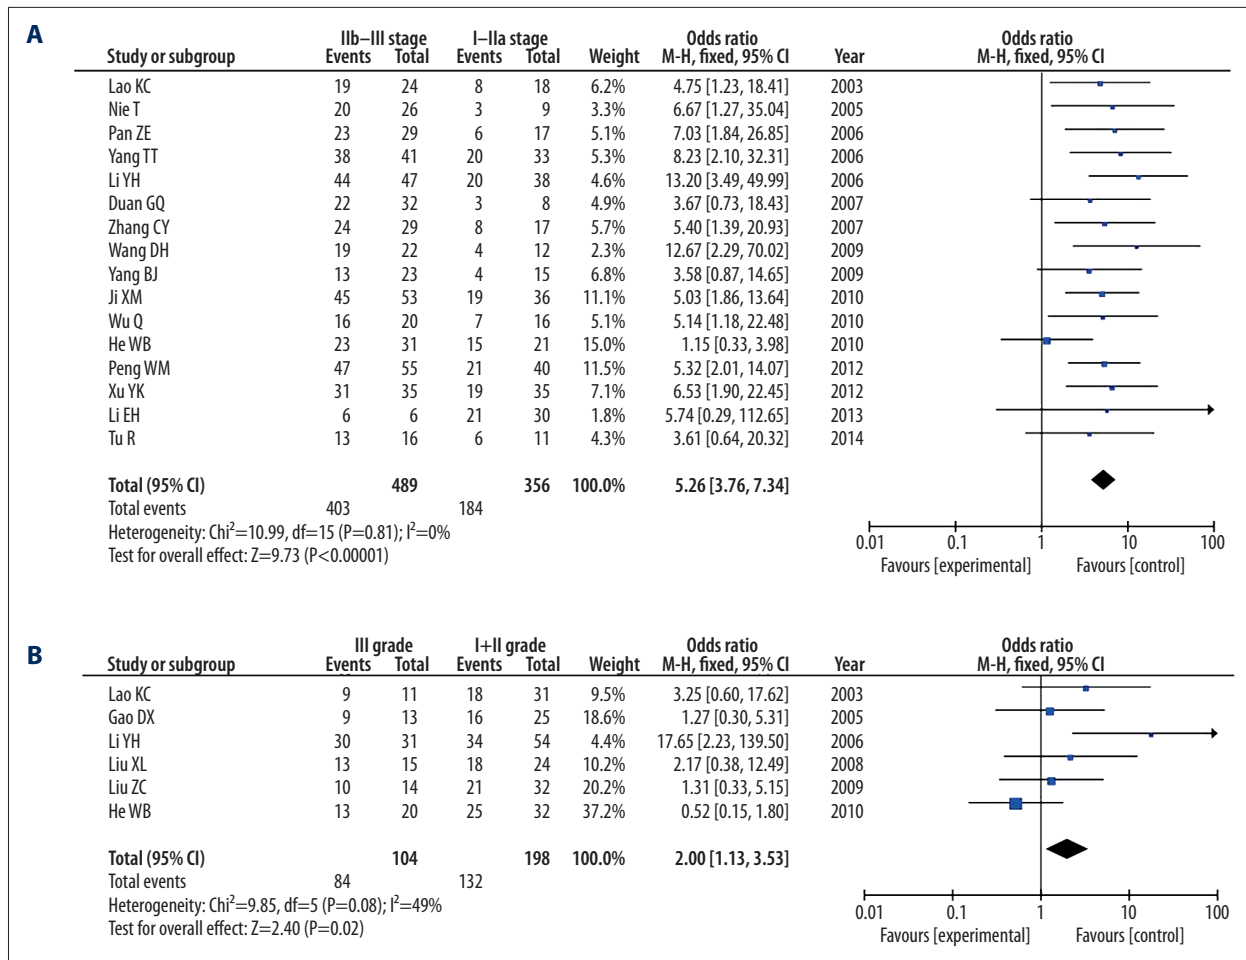 A
IIb–III stage I–IIa stage Odds ratio Odds ratio
Study or subgroup Events Total Events Total Weight M-H, fixed, 95% CI Year M-H, fixed, 95% CI
Lao KC 19 24 8 18 6.2% 4.75 [1.23, 18.41] 2003
Nie T 20 26 3 9 3.3% 6.67 [1.27, 35.04] 2005
Pan ZE 23 29 6 17 5.1% 7.03 [1.84, 26.85] 2006
Yang TT 38 41 20 33 5.3% 8.23 [2.10, 32.31] 2006
Li YH 44 47 20 38 4.6% 13.20 [3.49, 49.99] 2006
Duan GQ 22 32 3 8 4.9% 3.67 [0.73, 18.43] 2007
Zhang CY 24 29 8 17 5.7% 5.40 [1.39, 20.93] 2007
Wang DH 19 22 4 12 2.3% 12.67 [2.29, 70.02] 2009
Yang BJ 13 23 4 15 6.8% 3.58 [0.87, 14.65] 2009
Ji XM 45 53 19 36 11.1% 5.03 [1.86, 13.64] 2010
Wu Q 16 20 7 16 5.1% 5.14 [1.18, 22.48] 2010
He WB 23 31 15 21 15.0% 1.15 [0.33, 3.98] 2010
Peng WM 47 55 21 40 11.5% 5.32 [2.01, 14.07] 2012
Xu YK 31 35 19 35 7.1% 6.53 [1.90, 22.45] 2012
Li EH 6 6 21 30 1.8% 5.74 [0.29, 112.65] 2013
Tu R 13 16 6 11 4.3% 3.61 [0.64, 20.32] 2014
Total (95% CI) 489 356 100.0% 5.26 [3.76, 7.34]
Total events 403 184
Heterogeneity: Chi²=10.99, df=15 (P=0.81); I²=0%
Test for overall effect: Z=9.73 (P<0.00001)
0.01 0.1 1 10 100
Favours [experimental] Favours [control]
B
III grade I+II grade Odds ratio Odds ratio
Study or subgroup Events Total Events Total Weight M-H, fixed, 95% CI Year M-H, fixed, 95% CI
Lao KC 9 11 18 31 9.5% 3.25 [0.60, 17.62] 2003
Gao DX 9 13 16 25 18.6% 1.27 [0.30, 5.31] 2005
Li YH 30 31 34 54 4.4% 17.65 [2.23, 139.50] 2006
Liu XL 13 15 18 24 10.2% 2.17 [0.38, 12.49] 2008
Liu ZC 10 14 21 32 20.2% 1.31 [0.33, 5.15] 2009
He WB 13 20 25 32 37.2% 0.52 [0.15, 1.80] 2010
Total (95% CI) 104 198 100.0% 2.00 [1.13, 3.53]
Total events 84 132
Heterogeneity: Chi²=9.85, df=5 (P=0.08); I²=49%
Test for overall effect: Z=2.40 (P=0.02)
0.01 0.1 1 10 100
Favours [experimental] Favours [control]